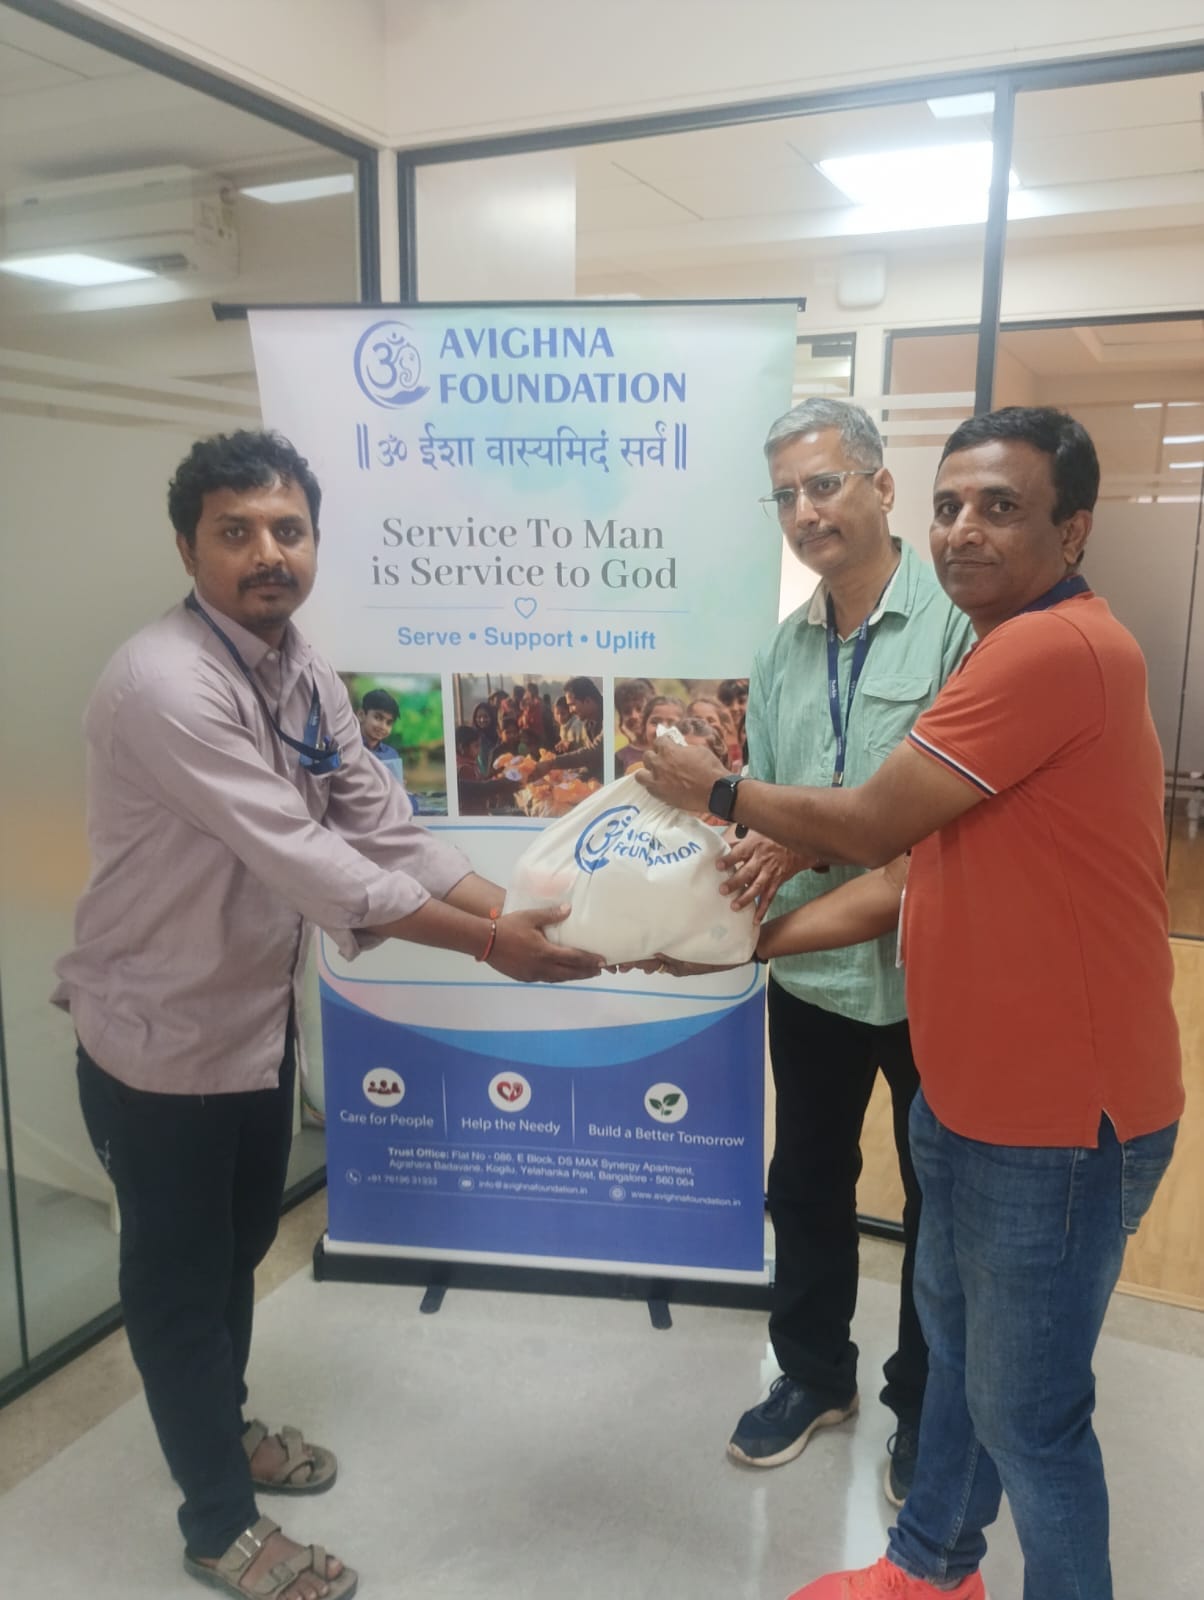 AVIGHNA
FOUNDATION
॥ॐ ईशा वास्यमिदं सर्वं॥
Service To Man
is Service to God
Serve • Support • Uplift
FOUNDATION
Care for People
Help the Needy
Build a Better Tomorrow
Trust Office: Flat No - 086, E Block, DS MAX Synergy Apartment,
Agrahara Badavane, Kogilu, Yelahanka Post, Bangalore - 560 064
+91 76196 31333
info@avighnafoundation.in
www.avighnafoundation.in